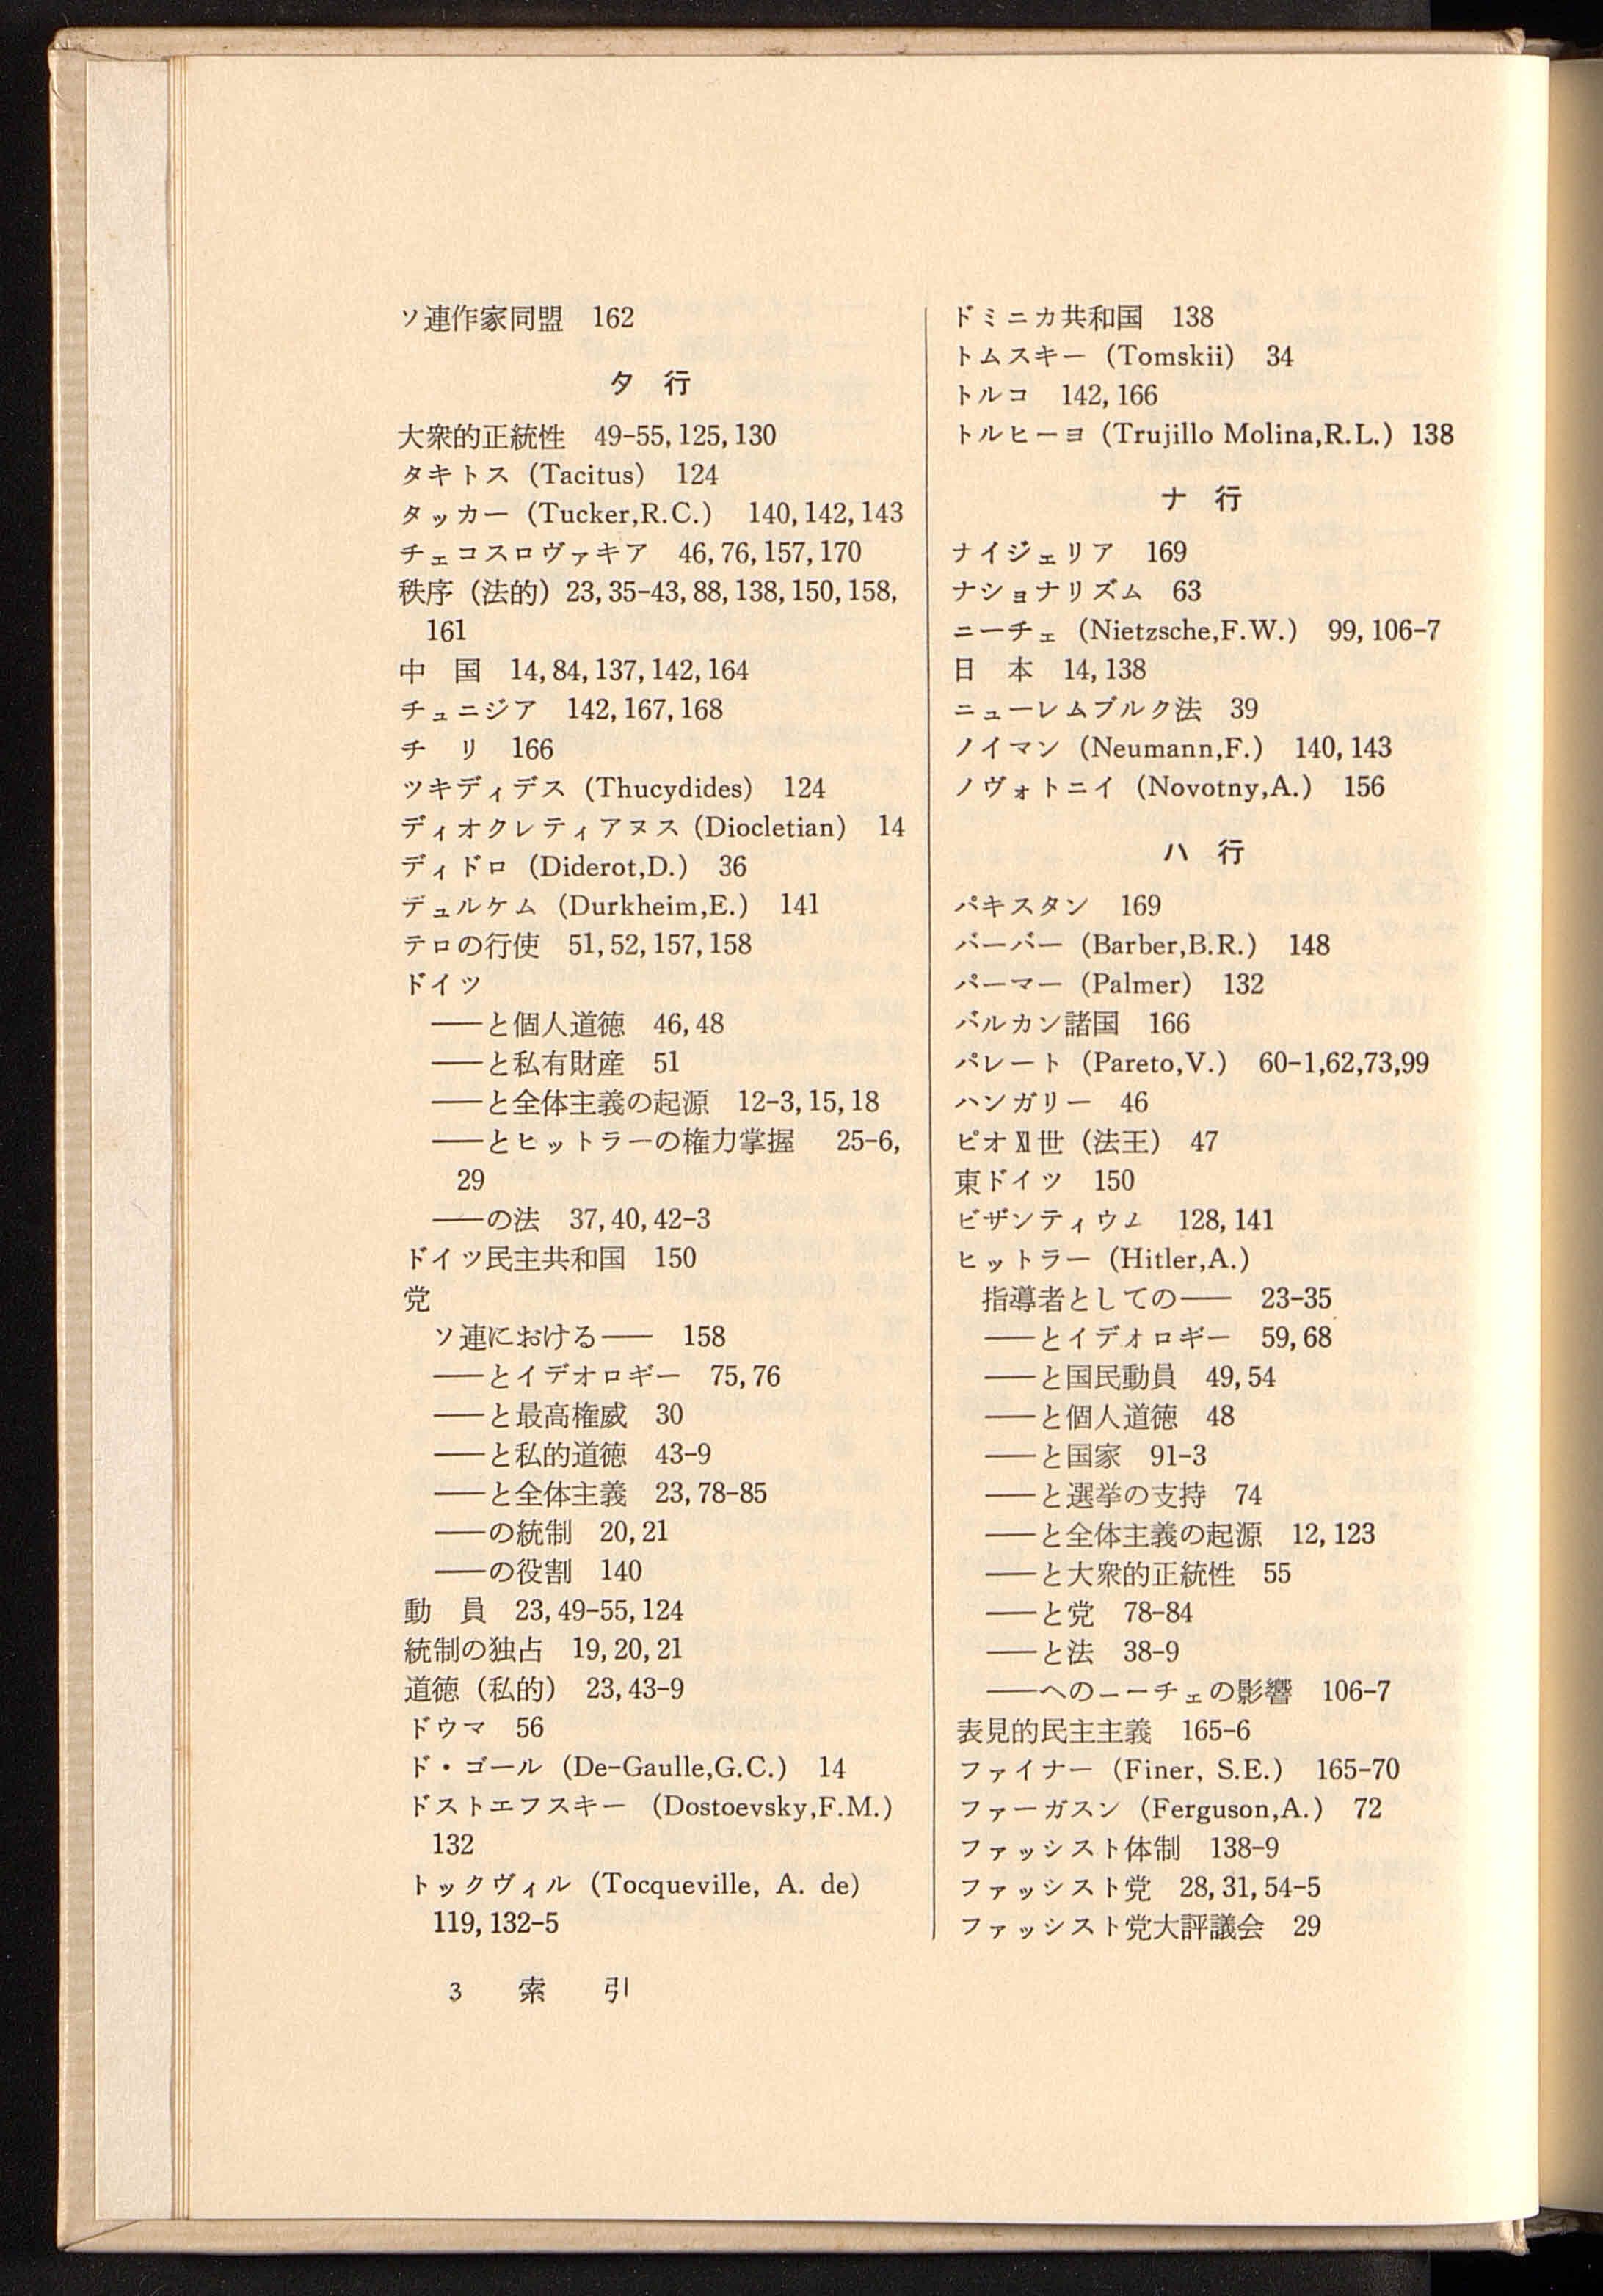 ソ連作家同盟　162
タ　行
大衆的正統性　49-55, 125, 130
タキトス (Tacitus)　124
タッカー (Tucker,R.C.)　140, 142, 143
チェコスロヴァキア　46, 76, 157, 170
秩序（法的）23, 35-43, 88, 138, 150, 158,
161
中　国　14, 84, 137, 142, 164
チュニジア　142, 167, 168
チ　リ　166
ツキディデス (Thucydides)　124
ディオクレティアヌス (Diocletian)　14
ディドロ (Diderot,D.)　36
デュルケム (Durkheim,E.)　141
テロの行使　51, 52, 157, 158
ドイツ
――と個人道徳　46, 48
――と私有財産　51
――と全体主義の起源　12-3, 15, 18
――とヒットラーの権力掌握　25-6,
29
――の法　37, 40, 42-3
ドイツ民主共和国　150
党
ソ連における――　158
――とイデオロギー　75, 76
――と最高権威　30
――と私的道徳　43-9
――と全体主義　23, 78-85
――の統制　20, 21
――の役割　140
動　員　23, 49-55, 124
統制の独占　19, 20, 21
道徳（私的）　23, 43-9
ドウマ　56
ド・ゴール (De-Gaulle,G.C.)　14
ドストエフスキー　(Dostoevsky,F.M.)
132
トックヴィル (Tocqueville, A. de)
119, 132-5
ドミニカ共和国　138
トムスキー (Tomskii)　34
トルコ　142, 166
トルヒーヨ (Trujillo Molina,R.L.) 138
ナ　行
ナイジェリア　169
ナショナリズム　63
ニーチェ (Nietzsche,F.W.)　99, 106-7
日　本　14, 138
ニューレムブルク法　39
ノイマン (Neumann,F.)　140, 143
ノヴォトニイ (Novotny,A.)　156
ハ　行
パキスタン　169
バーバー (Barber,B.R.)　148
パーマー (Palmer)　132
バルカン諸国　166
パレート (Pareto,V.)　60-1,62,73,99
ハンガリー　46
ピオⅪ世（法王）　47
東ドイツ　150
ビザンティウム　128, 141
ヒットラー (Hitler,A.)
指導者としての――　23-35
――とイデオロギー　59, 68
――と国民動員　49, 54
――と個人道徳　48
――と国家　91-3
――と選挙の支持　74
――と全体主義の起源　12, 123
――と大衆的正統性　55
――と党　78-84
――と法　38-9
――へのニーチェの影響　106-7
表見的民主主義　165-6
ファイナー (Finer, S.E.)　165-70
ファーガスン (Ferguson,A.)　72
ファッシスト体制　138-9
ファッシスト党　28, 31, 54-5
ファッシスト党大評議会　29
3　索　引